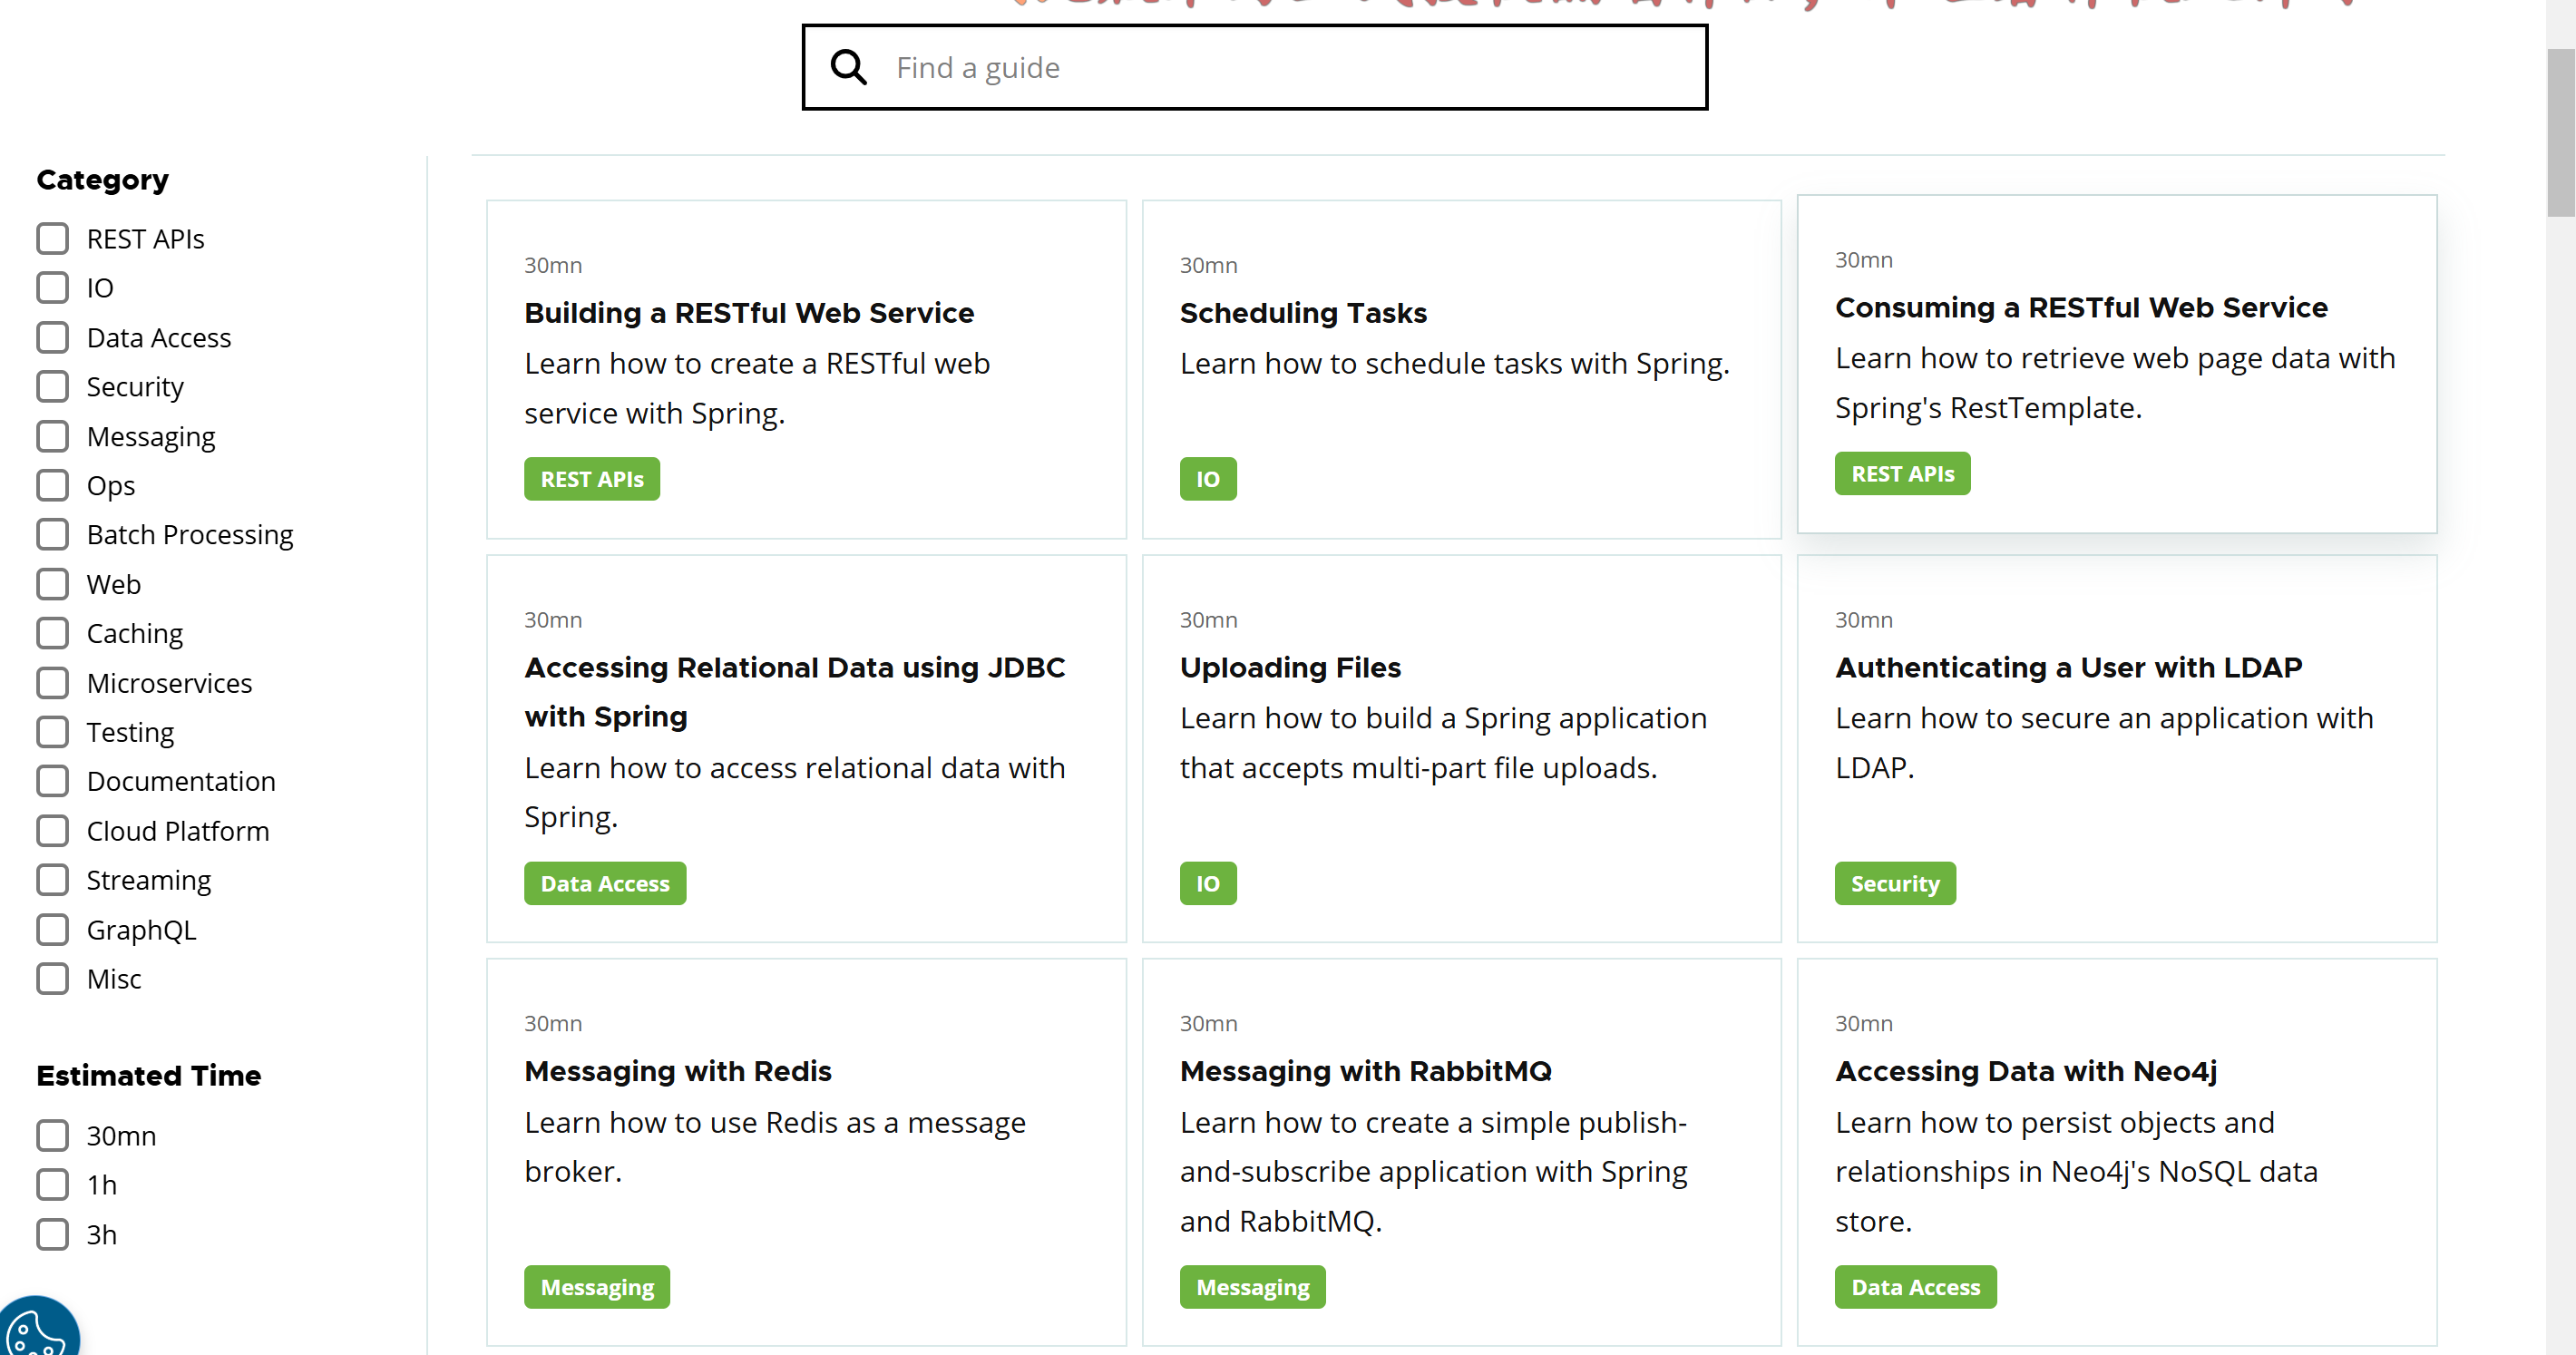 Find a guide
Category
REST APIs
IO
Data Access
Security
Messaging
Ops
Batch Processing
Web
Caching
Microservices
Testing
Documentation
Cloud Platform
Streaming
GraphQL
Misc
Estimated Time
30mn
1h
3h
30mn
Building a RESTful Web Service
Learn how to create a RESTful web
service with Spring.
REST APIs
30mn
Scheduling Tasks
Learn how to schedule tasks with Spring.
IO
30mn
Consuming a RESTful Web Service
Learn how to retrieve web page data with
Spring's RestTemplate.
REST APIs
30mn
Accessing Relational Data using JDBC
with Spring
Learn how to access relational data with
Spring.
Data Access
30mn
Uploading Files
Learn how to build a Spring application
that accepts multi-part file uploads.
IO
30mn
Authenticating a User with LDAP
Learn how to secure an application with
LDAP.
Security
30mn
Messaging with Redis
Learn how to use Redis as a message
broker.
Messaging
30mn
Messaging with RabbitMQ
Learn how to create a simple publish-
and-subscribe application with Spring
and RabbitMQ.
Messaging
30mn
Accessing Data with Neo4j
Learn how to persist objects and
relationships in Neo4j's NoSQL data
store.
Data Access